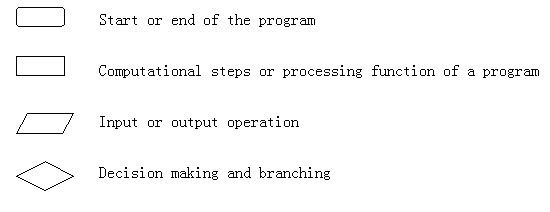 Start or end of the program
Computational steps or processing function of a program
Input or output operation
Decision making and branching